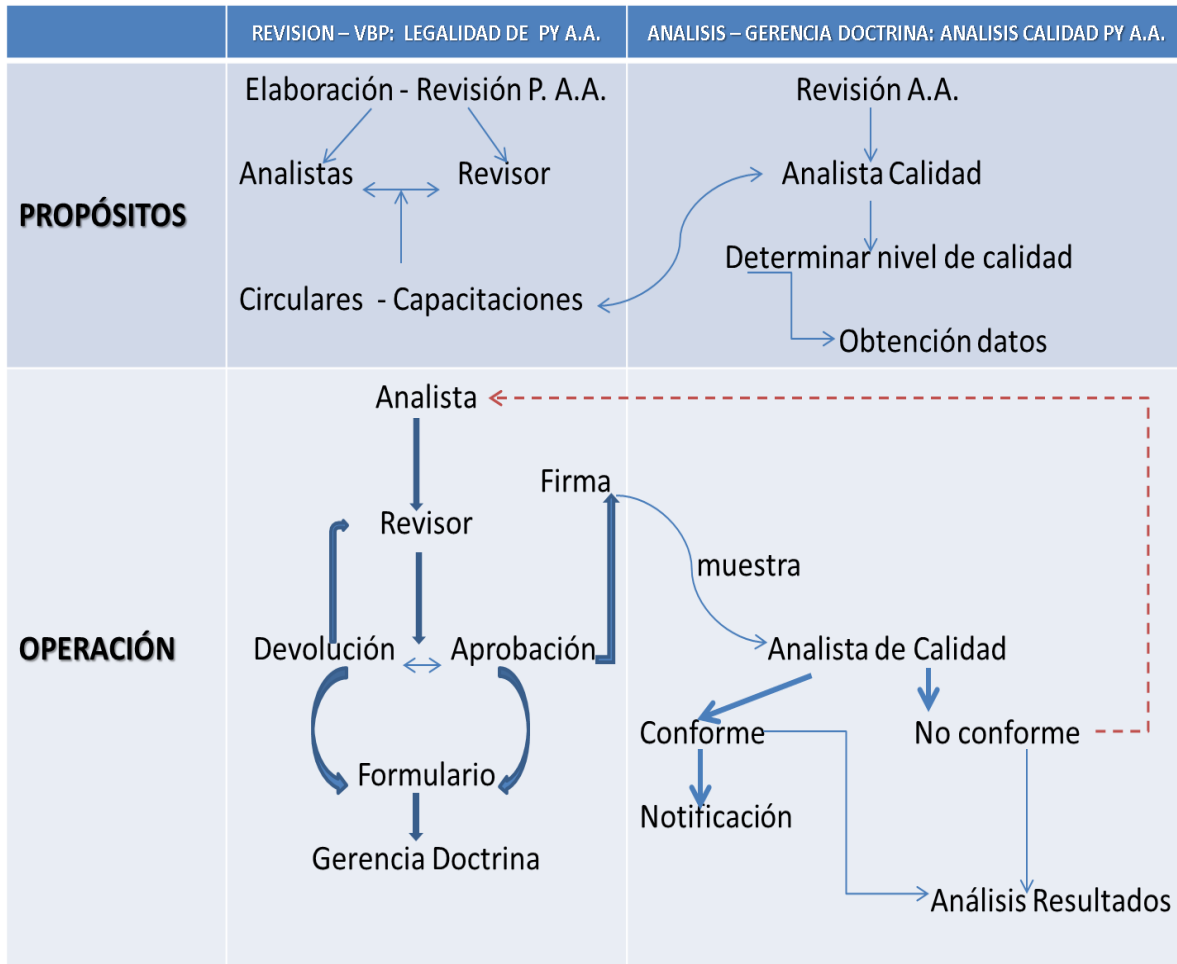 REVISION – VBP: LEGALIDAD DE PY A.A.
ANALISIS – GERENCIA DOCTRINA: ANALISIS CALIDAD PY A.A.
PROPÓSITOS
Elaboración - Revisión P. A.A.
Analistas
Revisor
Circulares - Capacitaciones
Revisión A.A.
Analista Calidad
Determinar nivel de calidad
Obtención datos
OPERACIÓN
Analista
Firma
Revisor
Devolución
Aprobación
Formulario
Gerencia Doctrina
muestra
Analista de Calidad
Conforme
No conforme
Notificación
Análisis Resultados